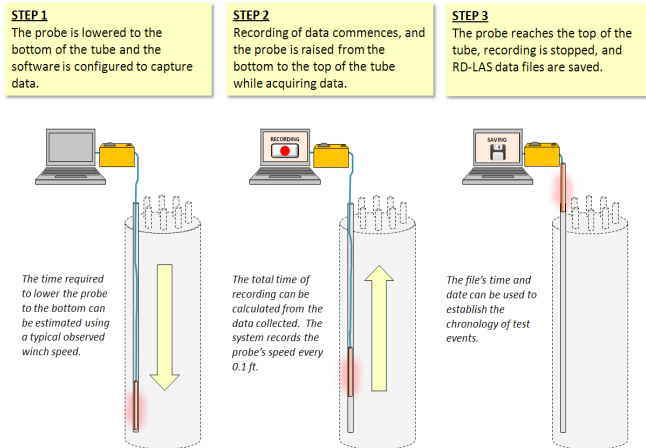 STEP 1
The probe is lowered to the
bottom of the tube and the
software is configured to capture
data.
STEP 2
Recording of data commences, and
the probe is raised from the
bottom to the top of the tube
while acquiring data.
STEP 3
The probe reaches the top of the
tube, recording is stopped, and
RD-LAS data files are saved.
RECORDING
SAVING
The time required
to lower the probe
to the bottom can
be estimated using
a typical observed
winch speed.
The total time of
recording can be
calculated from the
data collected.  The
system records the
probe's speed every
0.1 ft.
The file's time and
date can be used to
establish the
chronology of test
events.